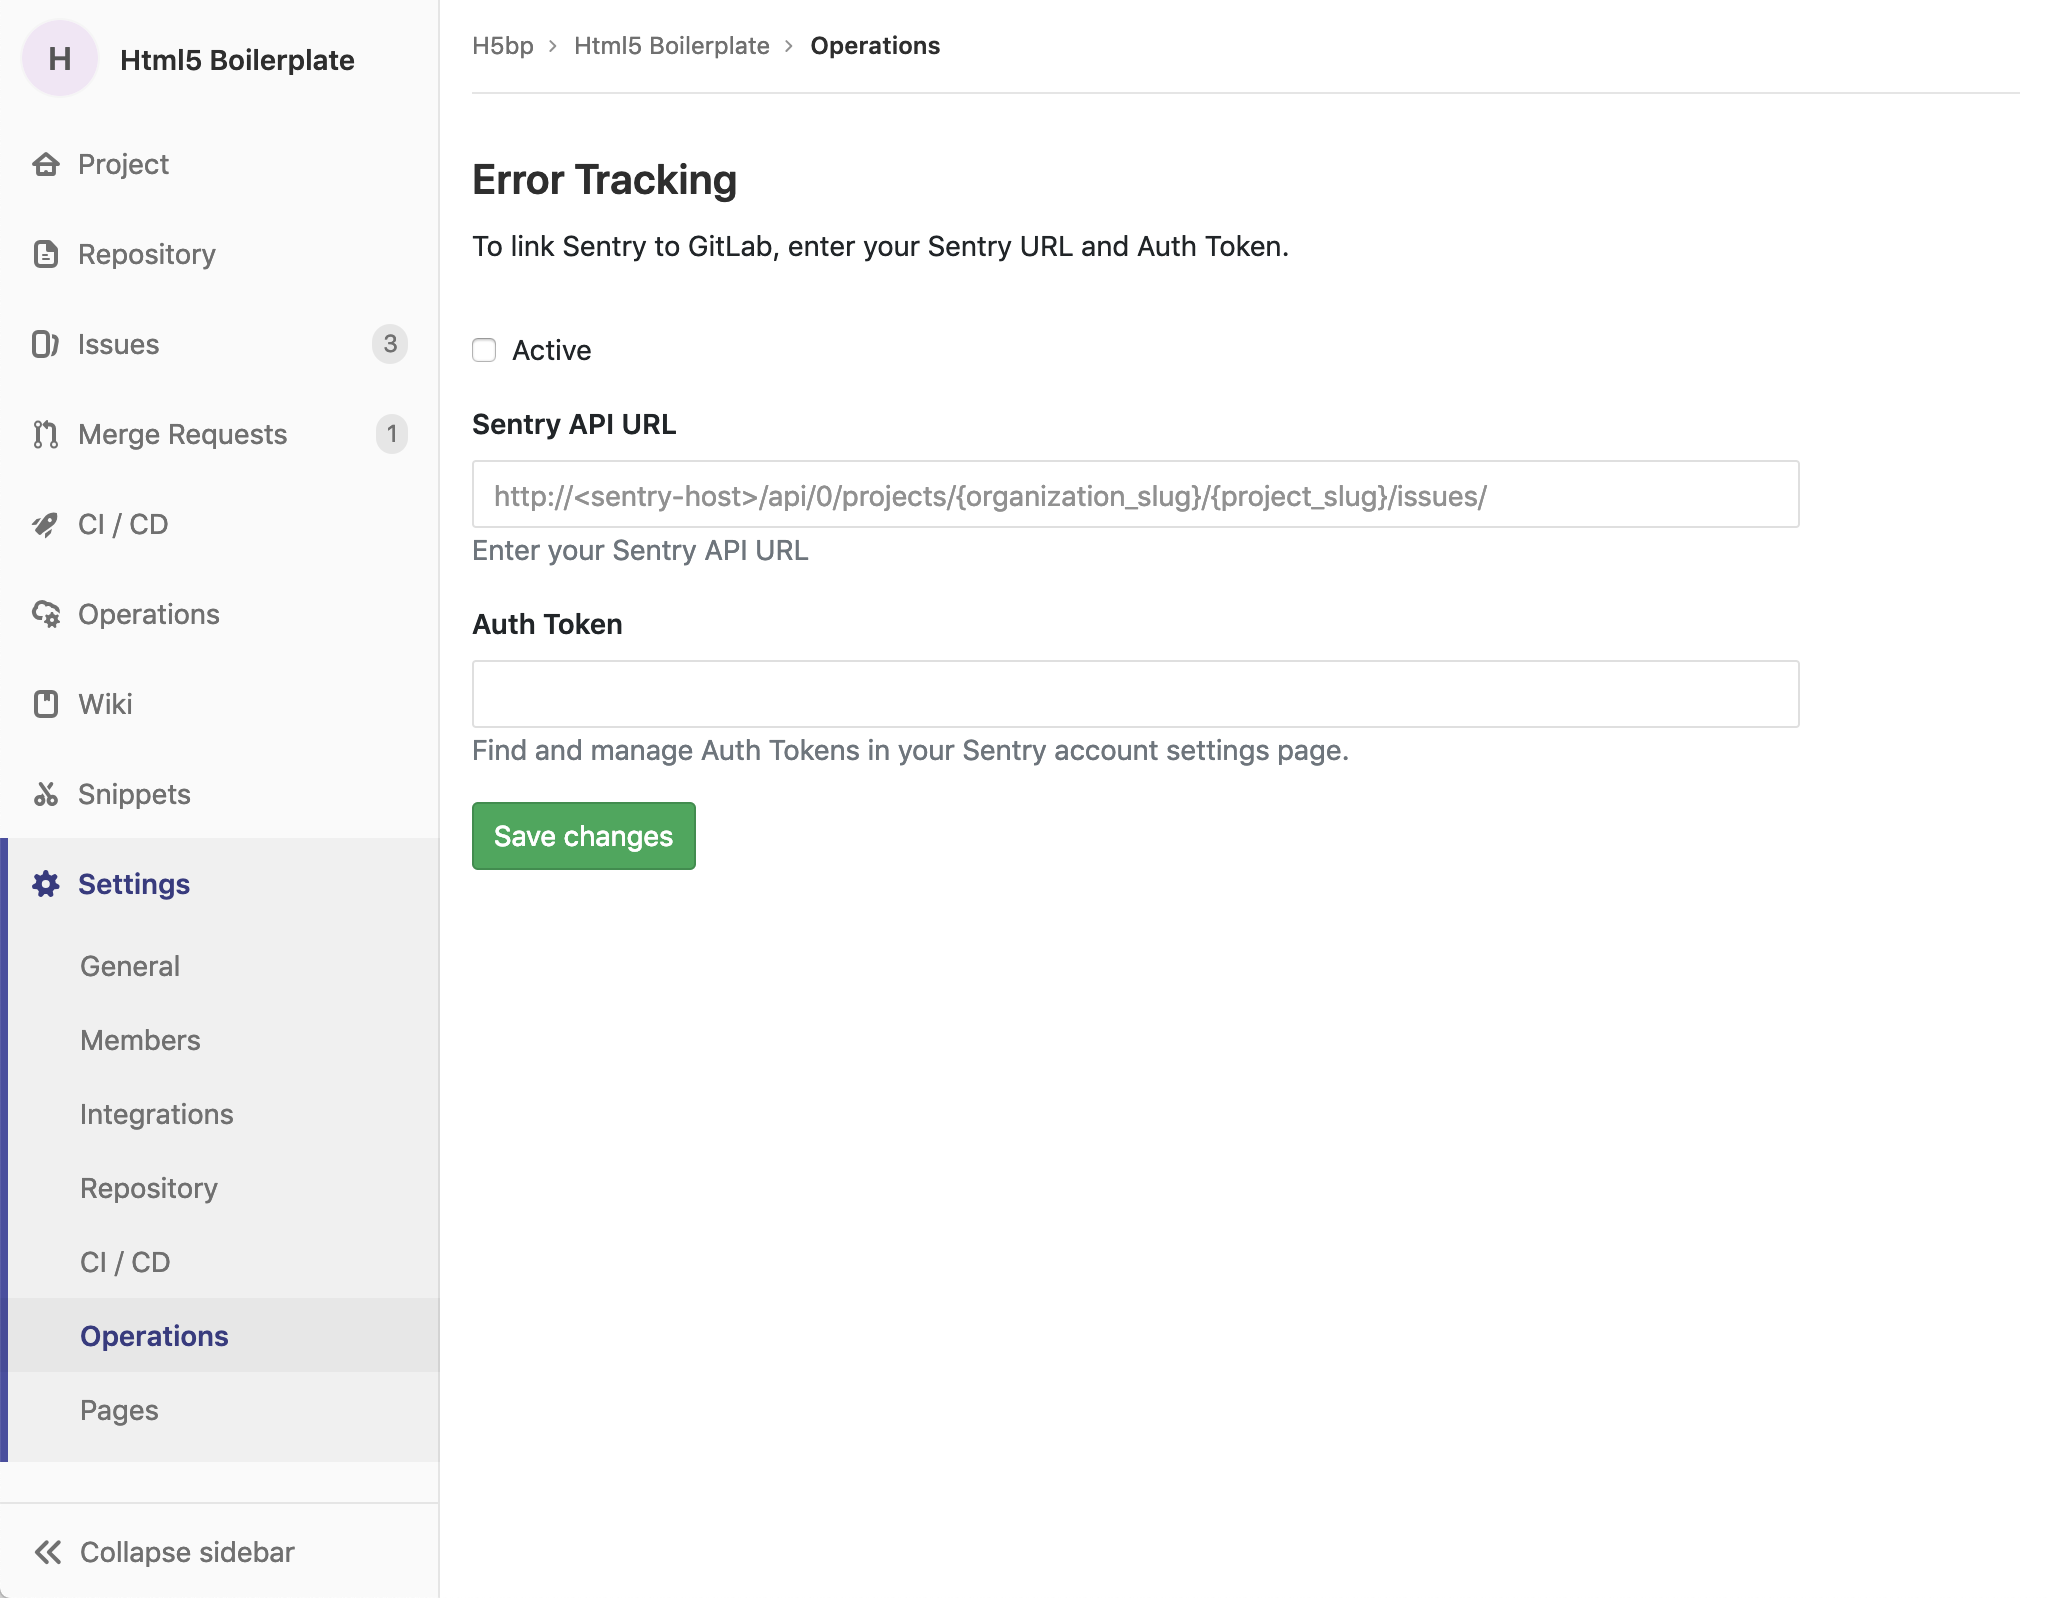 H
Html5 Boilerplate
Project
Repository
Issues
3
Merge Requests
1
CI / CD
Operations
Wiki
Snippets
Settings
General
Members
Integrations
Repository
CI / CD
Operations
Pages
Collapse sidebar
H5bp › Html5 Boilerplate › Operations
Error Tracking
To link Sentry to GitLab, enter your Sentry URL and Auth Token.
Active
Sentry API URL
http://<sentry-host>/api/0/projects/{organization_slug}/{project_slug}/issues/
Enter your Sentry API URL
Auth Token
Find and manage Auth Tokens in your Sentry account settings page.
Save changes